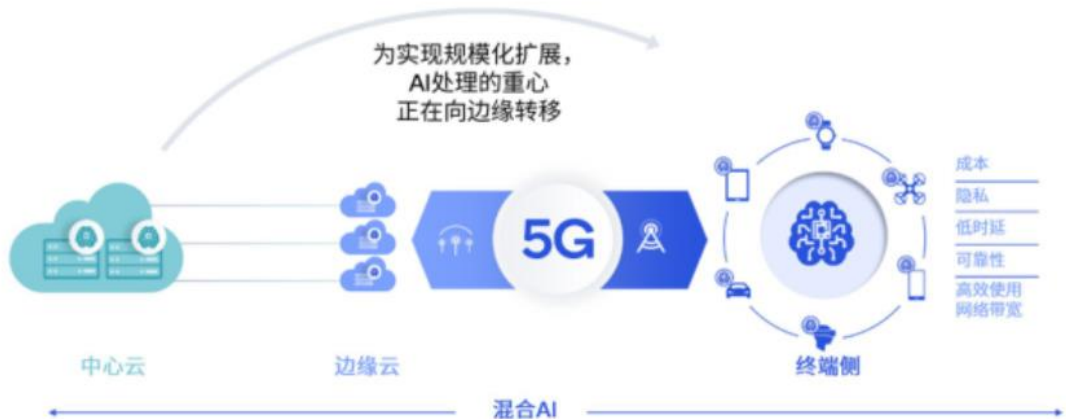 为实现规模化扩展，
AI处理的重心
正在向边缘转移
5G
成本
隐私
低时延
可靠性
高效使用
网络带宽
中心云
边缘云
终端侧
混合AI